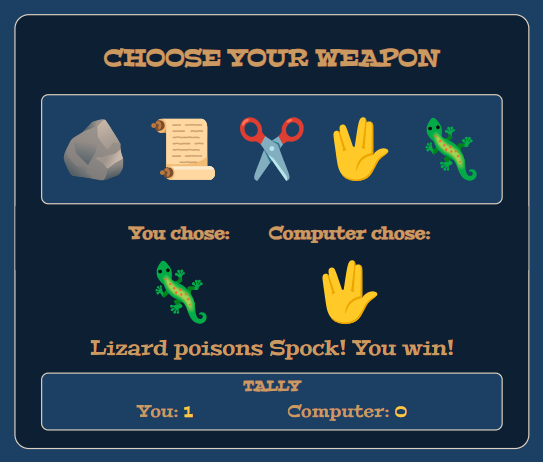 CHOOSE YOUR WEAPON
You chose: Computer chose:
Lizard poisons Spock! You win!
TALLY
You: 1 Computer: 0